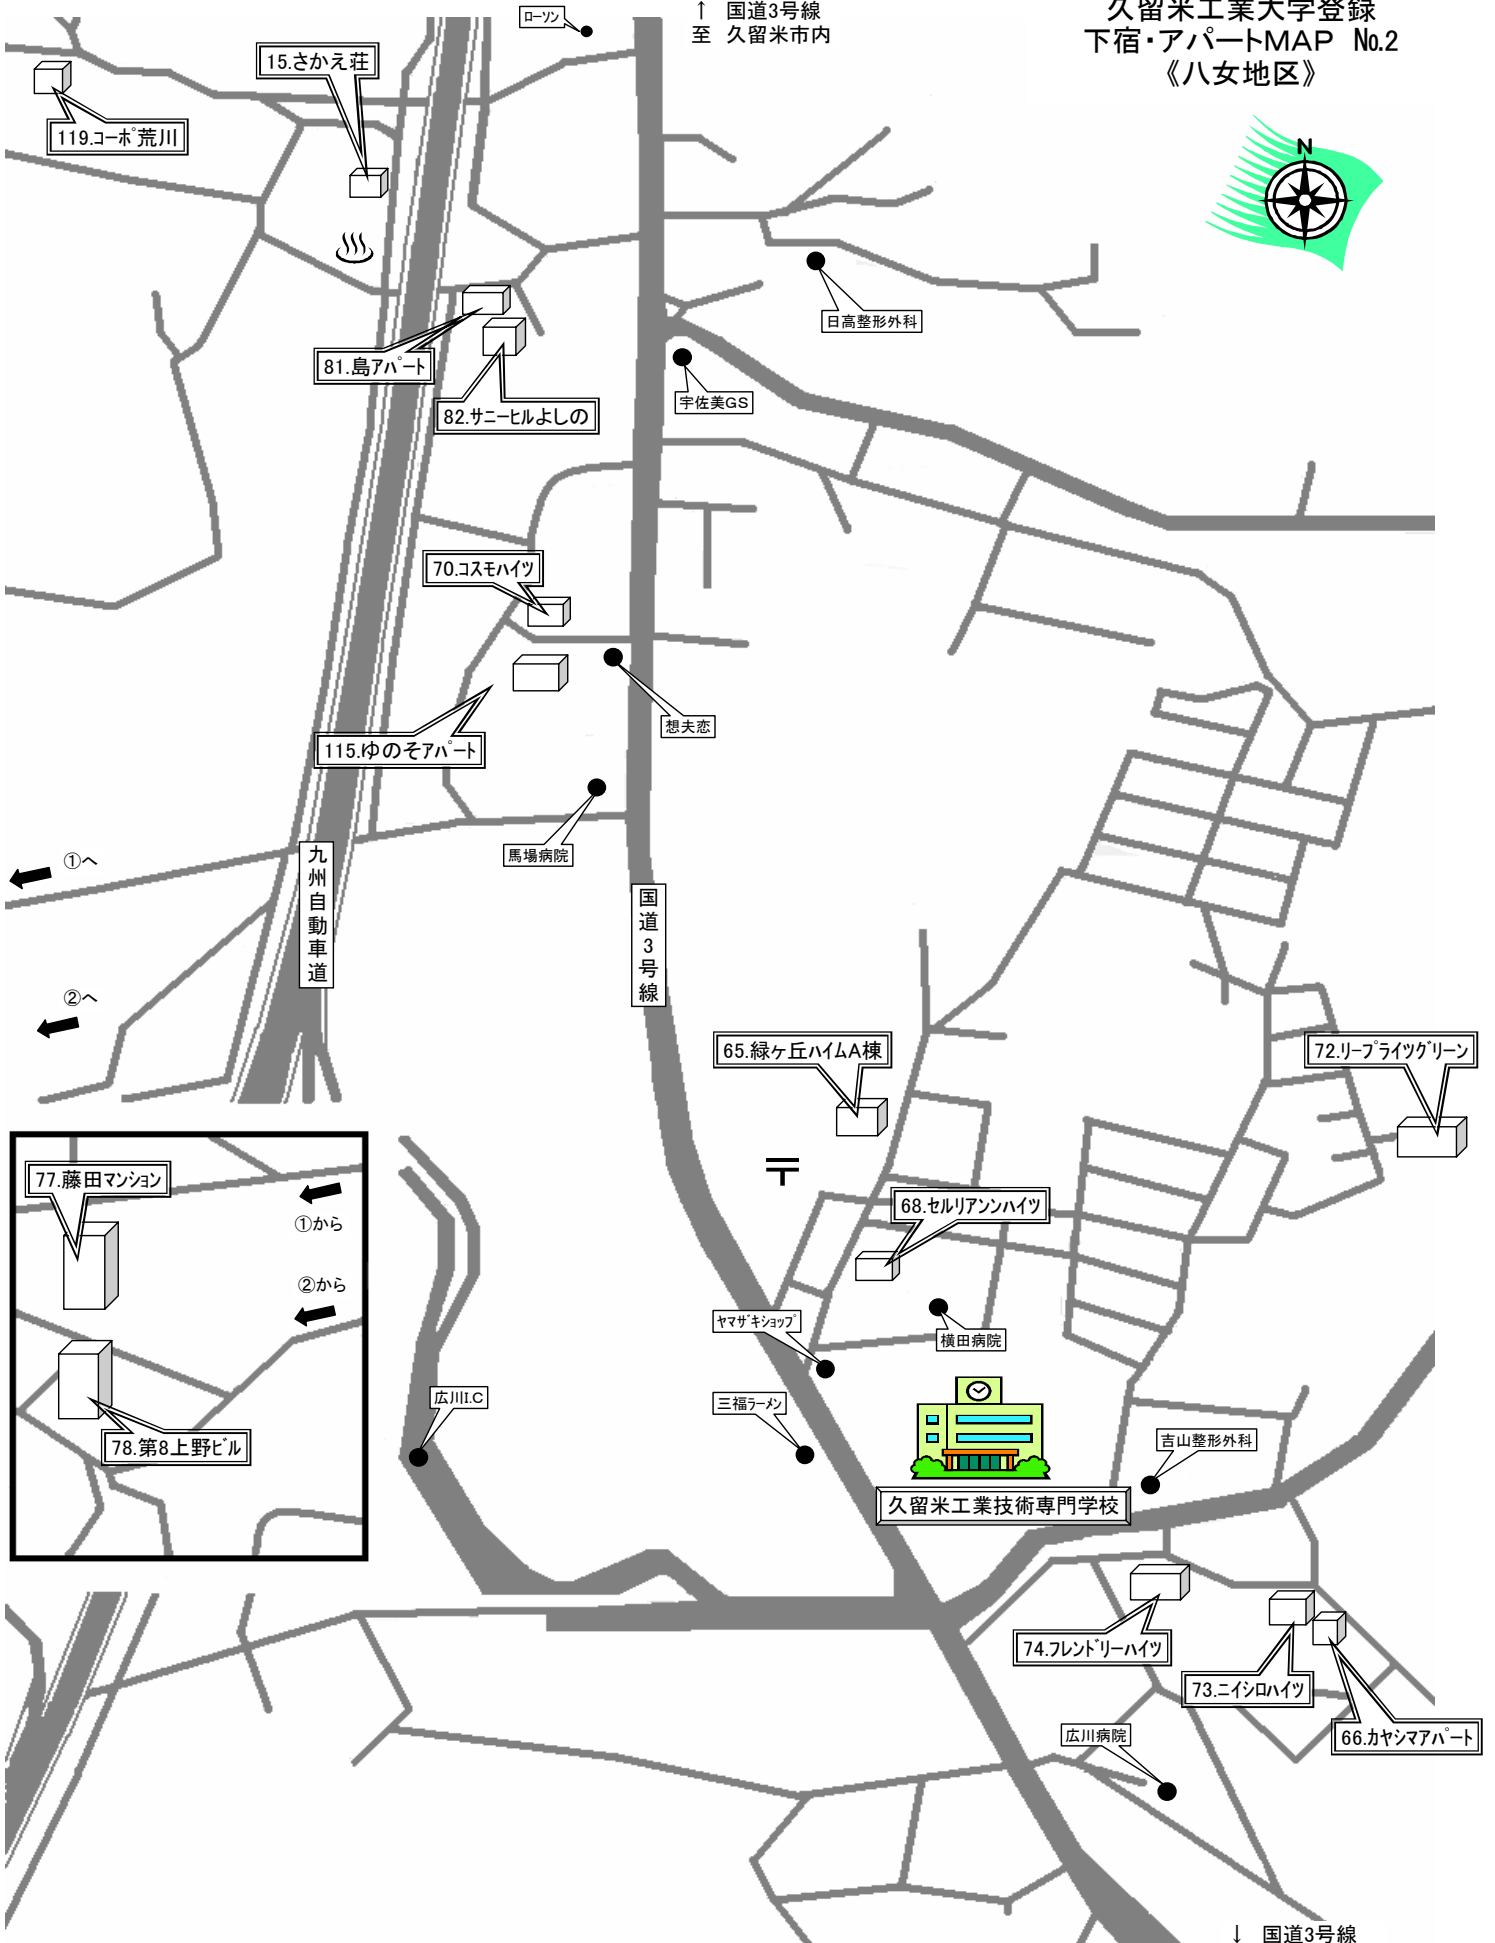 ↑ 国道3号線
至 久留米市内
久留米工業大学登録
下宿・アパートMAP №2
《八女地区》
ローソン
15.さかえ荘
119.コーポ荒川
N
日高整形外科
81.島アパート
宇佐美GS
82.サニーヒルよしの
70.コスモハイツ
想夫恋
115.ゆのそアパート
馬場病院
①へ
九州自動車道
国道3号線
②へ
65.緑ヶ丘ハイムA棟
72.リーブライツグリーン
〒
77.藤田マンション
①から
68.セルリアンンハイツ
②から
ヤマザキショップ
横田病院
広川I.C
三福ラーメン
78.第8上野ビル
吉山整形外科
久留米工業技術専門学校
74.フレンドリーハイツ
73.ニイシロハイツ
66.カヤシマアパート
広川病院
↓ 国道3号線